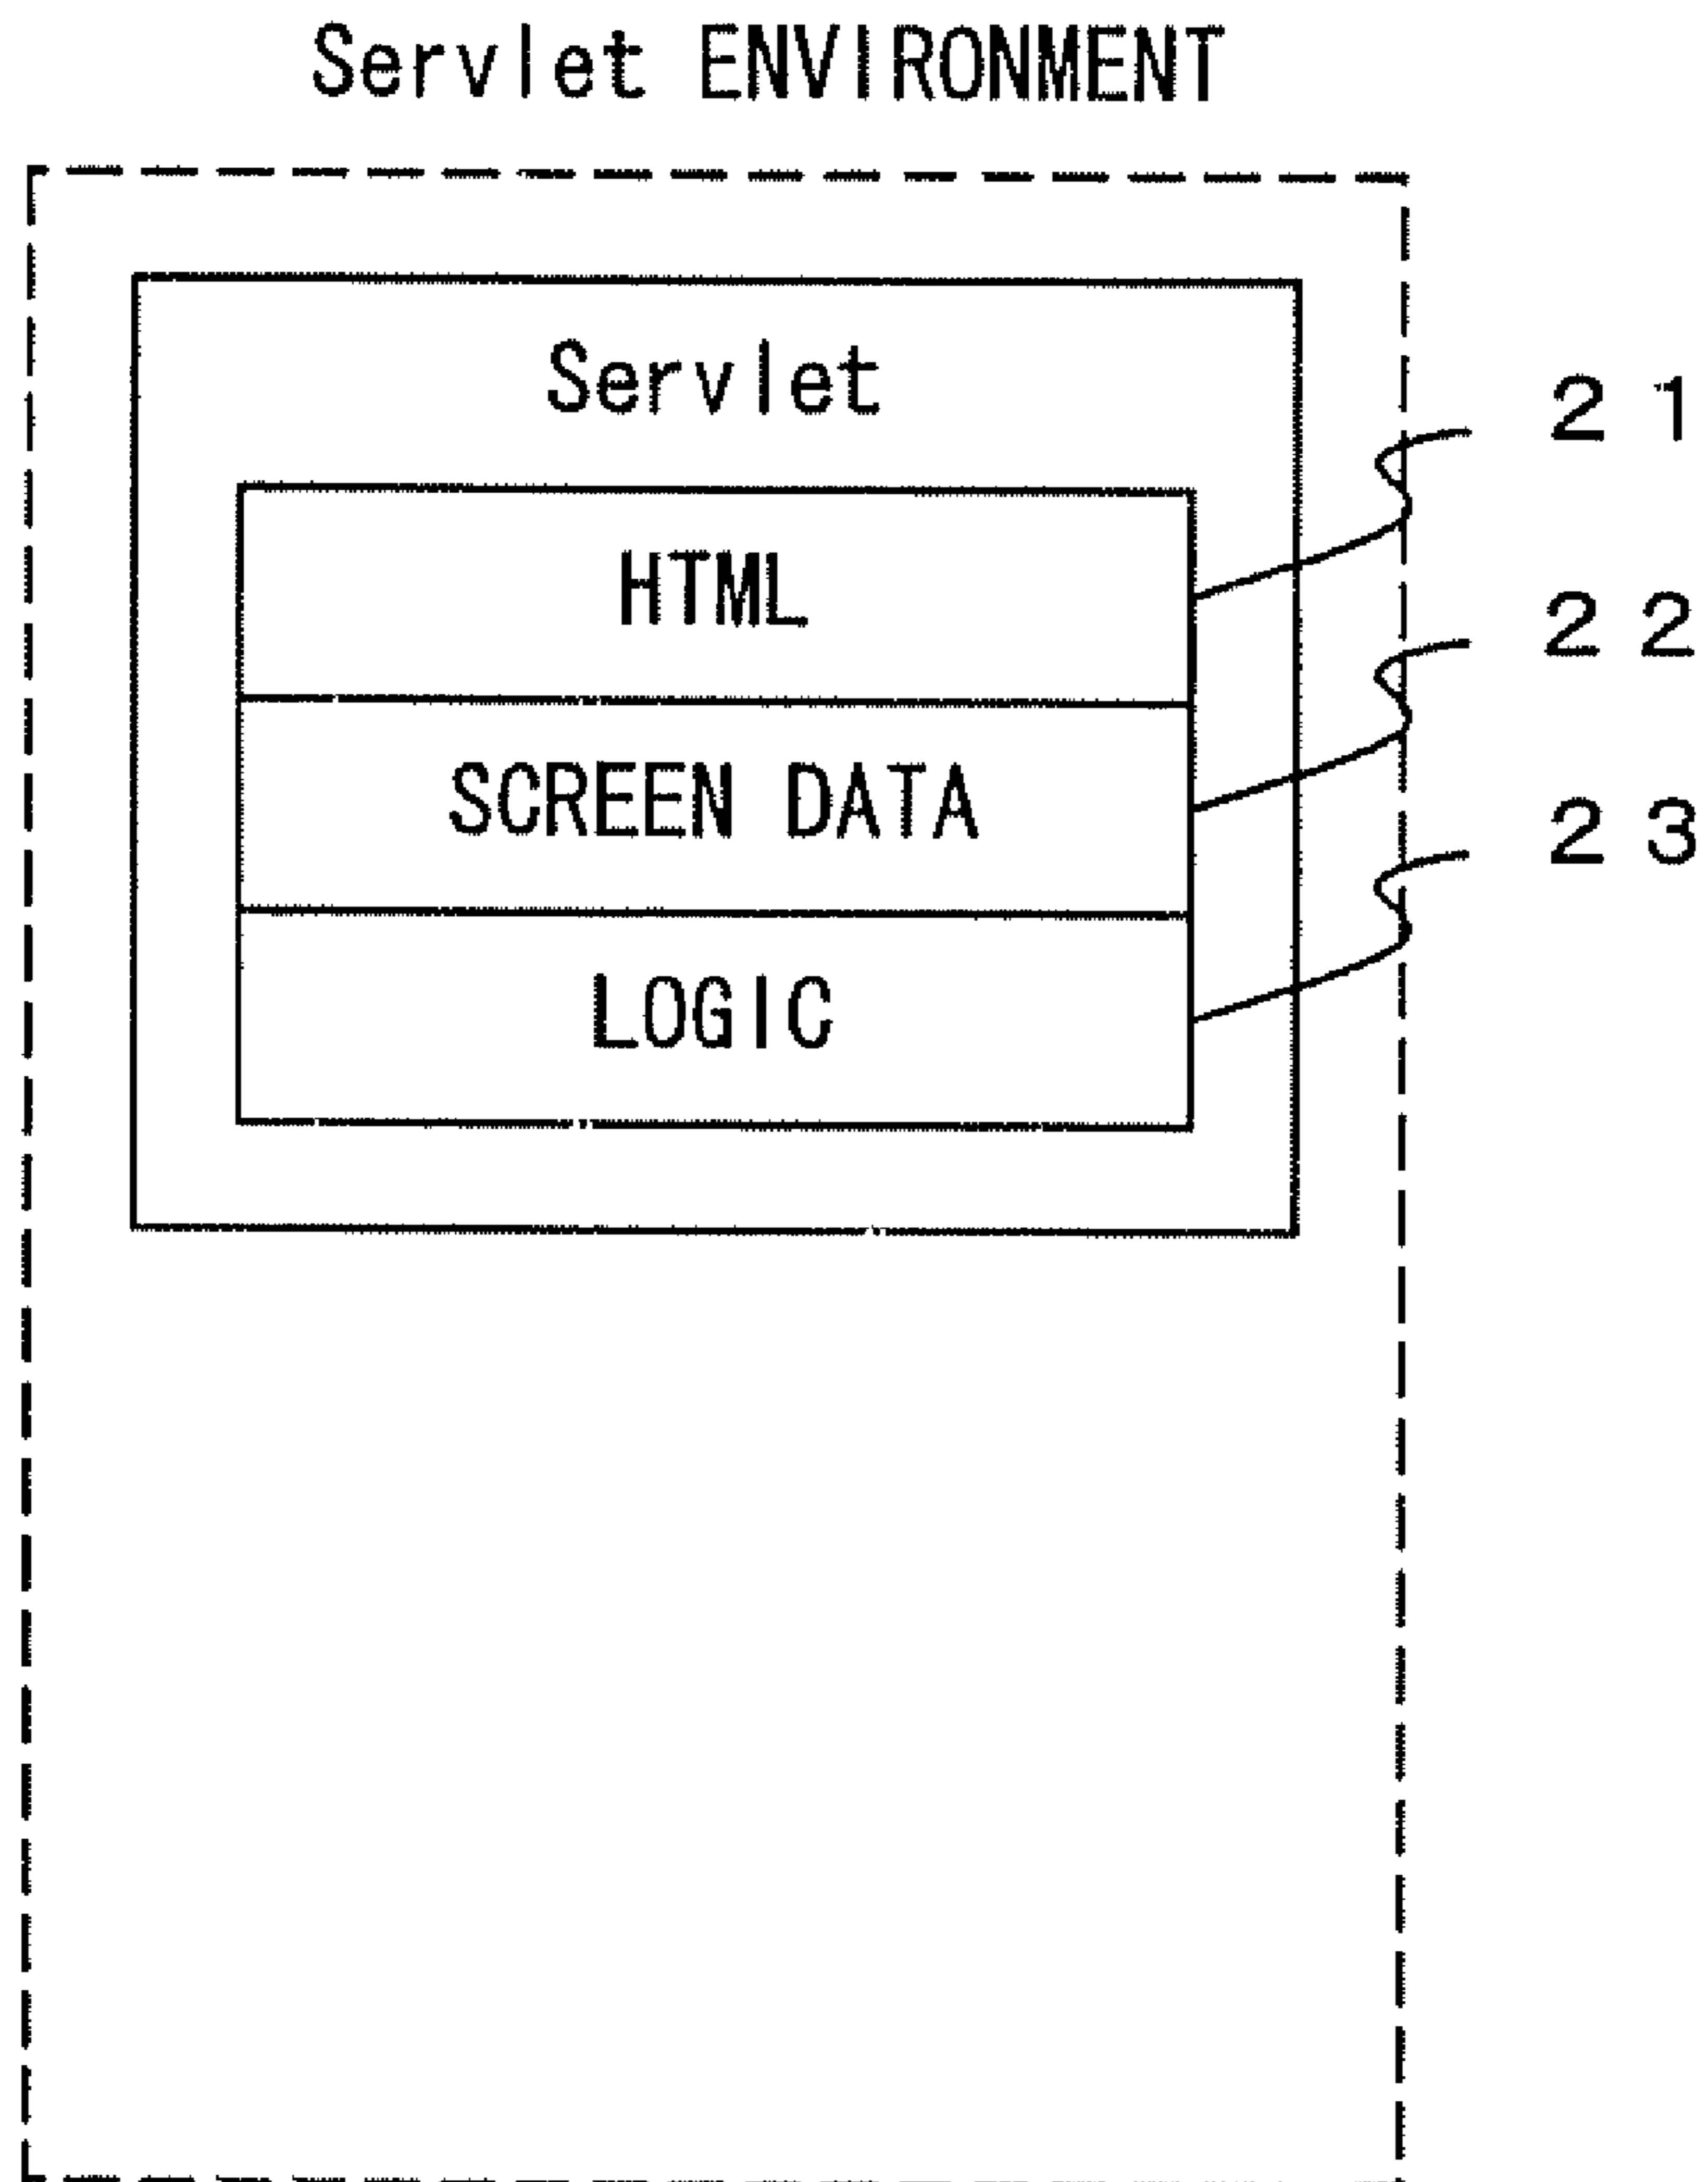 Servlet ENVIRONMENT
Servlet
21
HTML
22
SCREEN DATA
23
LOGIC